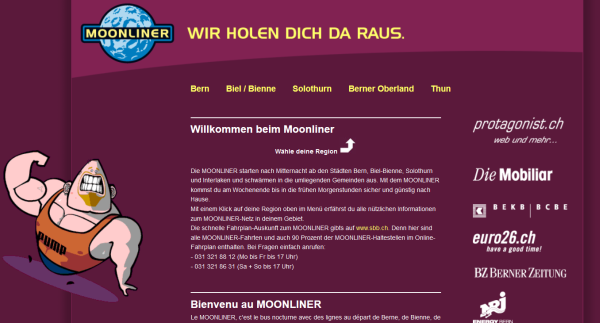 MOONLINER
WIR HOLEN DICH DA RAUS.
Bern Biel / Bienne Solothurn Berner Oberland Thun
Willkommen beim Moonliner
Wähle deine Region
Die MOONLINER starten nach Mitternacht ab den Städten Bern, Biel-Bienne, Solothurn
und Interlaken und schwärmen in die umliegenden Gemeinden aus. Mit dem MOONLINER
kommst du am Wochenende bis in die frühen Morgenstunden sicher und günstig nach
Hause.
Mit einem Klick auf deine Region oben im Menü erfährst du alle nützlichen Informationen
zum MOONLINER-Netz in deinem Gebiet.
Die schnelle Fahrplan-Auskunft zum MOONLINER gibts auf www.sbb.ch. Denn hier sind
alle MOONLINER-Fahrten und auch 90 Prozent der MOONLINER-Haltestellen im Online-
Fahrplan enthalten. Bei Fragen einfach anrufen:
- 031 321 88 12 (Mo bis Fr bis 17 Uhr)
- 031 321 86 31 (Sa + So bis 17 Uhr)
Bienvenu au MOONLINER
Le MOONLINER, c'est le bus nocturne avec des lignes au départ de Berne, de Bienne, de
PUMP
protagonist.ch
web und mehr...
Die Mobiliar
BEKB | BCBE
euro26.ch
have a good time!
BZ BERNER ZEITUNG
NRJ
ENERGY BERN